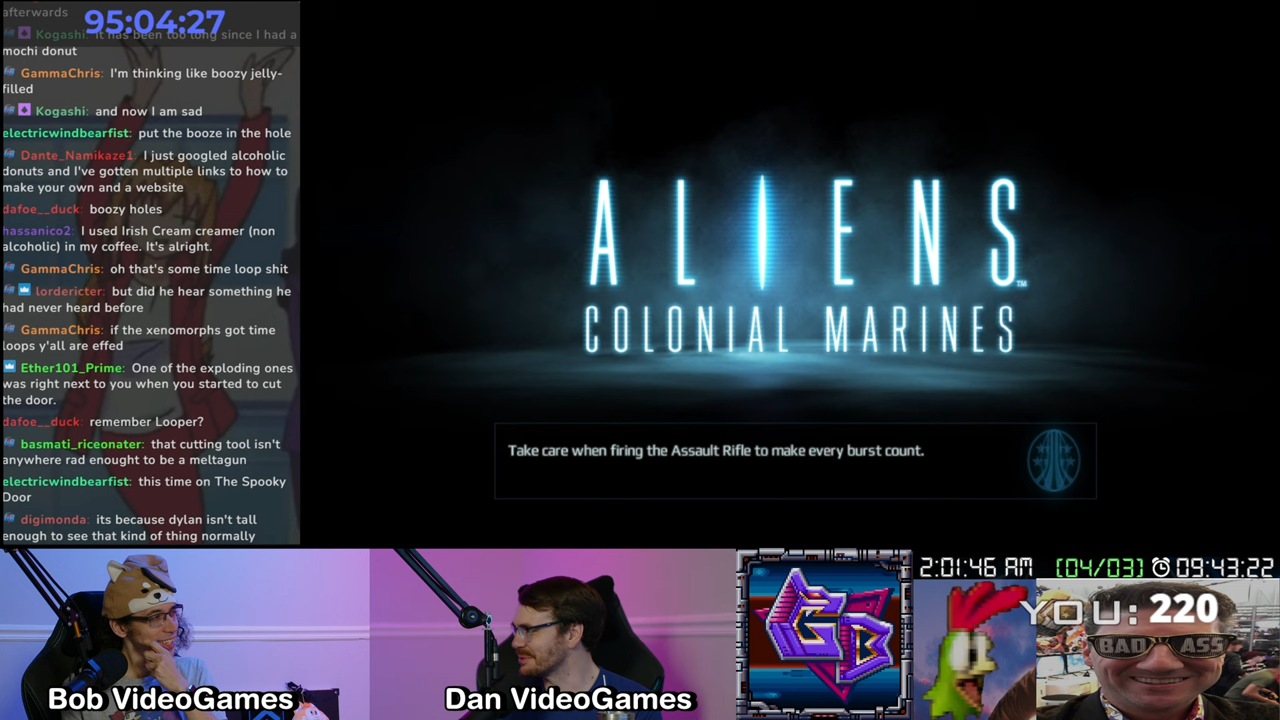 afterwards
95:04:27
Kogashi: it has been too long since I had a
mochi donut
GammaChris: I'm thinking like boozy jelly-
filled
Kogashi: and now I am sad
electricwindbearfist: put the booze in the hole
Dante_Namikaze1: I just googled alcoholic
donuts and I've gotten multiple links to how to
make your own and a website
dafoe__duck: boozy holes
hassanico2: I used Irish Cream creamer (non
alcoholic) in my coffee. It's alright.
GammaChris: oh that's some time loop shit
lordericter: but did he hear something he
had never heard before
GammaChris: if the xenomorphs got time
loops y'all are effed
Ether101_Prime: One of the exploding ones
was right next to you when you started to cut
the door.
dafoe__duck: remember Looper?
basmati_riceonater: that cutting tool isn't
anywhere rad enought to be a meltagun
electricwindbearfist: this time on The Spooky
Door
digimonda: its because dylan isn't tall
enough to see that kind of thing normally
ALIENS™
COLONIAL MARINES
Take care when firing the Assault Rifle to make every burst count.
Bob VideoGames
Dan VideoGames
GB
2:01:46 AM [04/03] 09:43:22
YOU: 220
BAD ASS